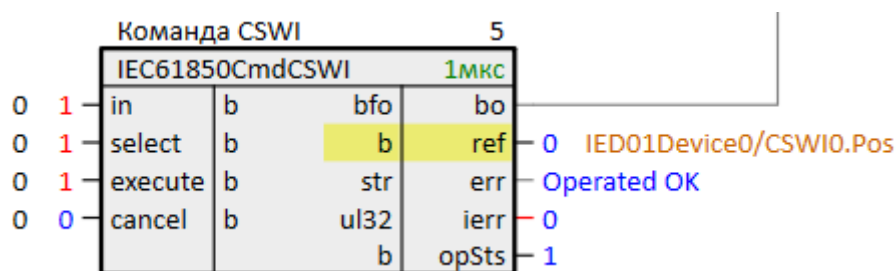 Команда CSWI 5
IEC61850CmdCSWI 1мкс
0 1 in b bfo bo
0 1 select b b ref 0 IED01Device0/CSWI0.Pos
0 1 execute b str err Operated OK
0 0 cancel b ul32 ierr 0
b opSts 1